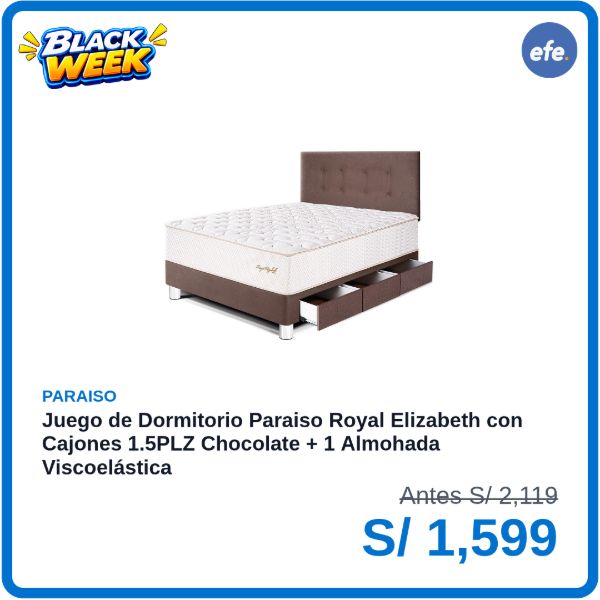 BLACK
WEEK
efe.
PARAISO
Juego de Dormitorio Paraiso Royal Elizabeth con
Cajones 1.5PLZ Chocolate + 1 Almohada
Viscoelástica
Antes S/ 2,119
S/ 1,599